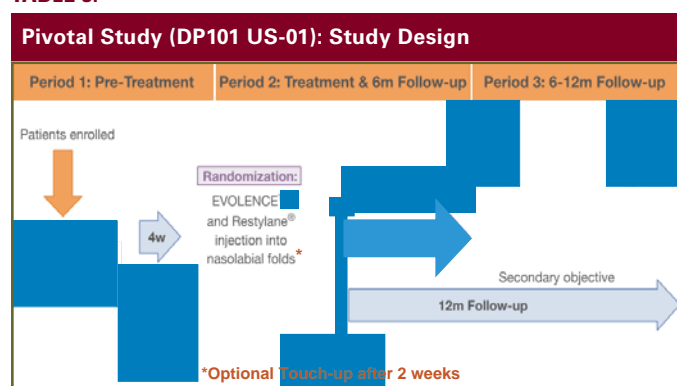 Pivotal Study (DP101 US-01): Study Design
Period 1: Pre-Treatment
Period 2: Treatment & 6m Follow-up
Period 3: 6-12m Follow-up
Patients enrolled
4w
Randomization:
EVOLENCE
and Restylane®
injection into
nasolabial folds*
Secondary objective
12m Follow-up
*Optional Touch-up after 2 weeks